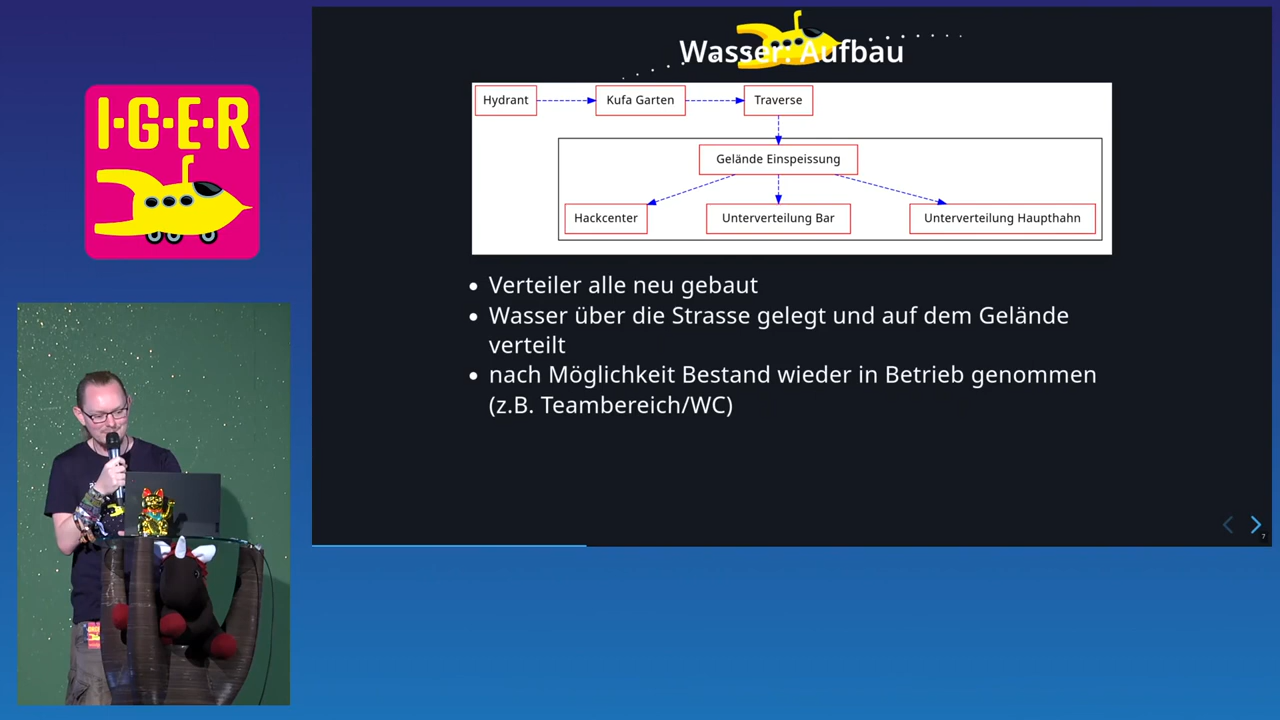 I·G·E·R
Wasser: Aufbau
Hydrant
Kufa Garten
Traverse
Gelände Einspeissung
Hackcenter
Unterverteilung Bar
Unterverteilung Haupthahn
Verteiler alle neu gebaut
Wasser über die Strasse gelegt und auf dem Gelände
verteilt
nach Möglichkeit Bestand wieder in Betrieb genommen
(z.B. Teambereich/WC)
7